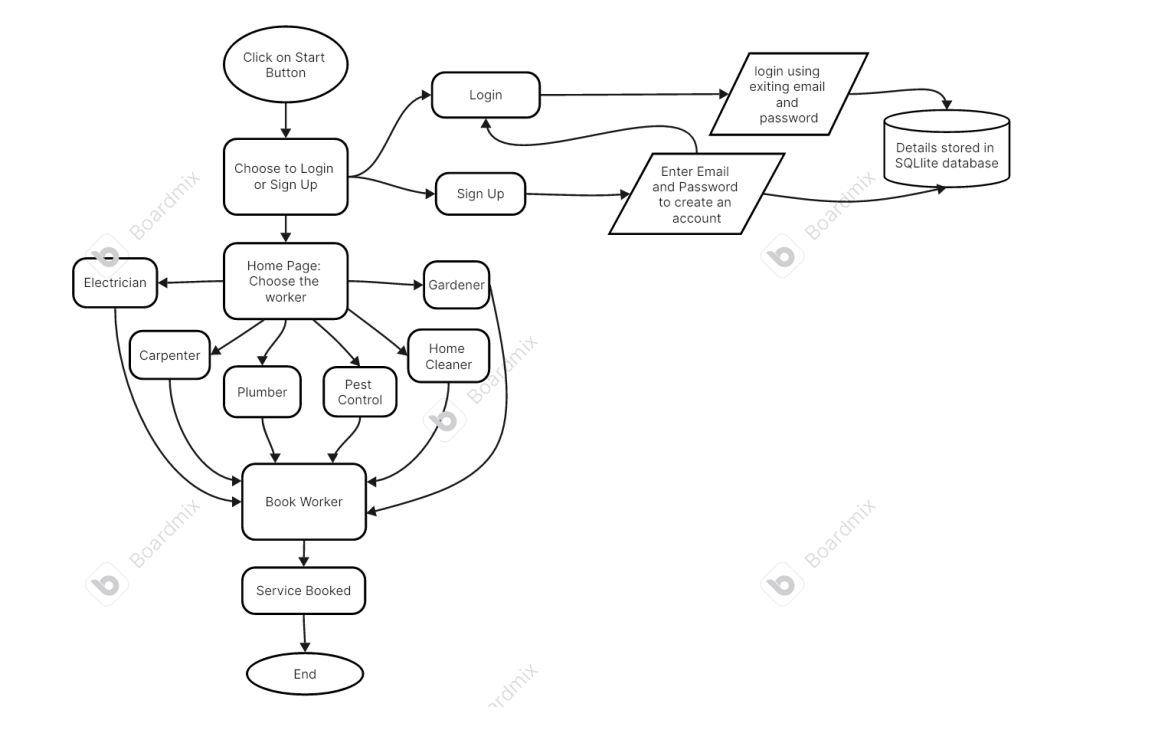 Click on Start
Button
Login
login using
exiting email
and
password
Details stored in
SQLlite database
Choose to Login
or Sign Up
Sign Up
Enter Email
and Password
to create an
account
Home Page:
Choose the
worker
Electrician
Gardener
Carpenter
Plumber
Pest
Control
Home
Cleaner
Book Worker
Service Booked
End
Boardmix
Boardmix
Boardmix
Boardmix
Boardmix
ardmix